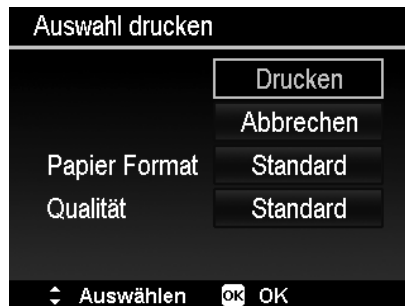 Auswahl drucken
Drucken
Abbrechen
Papier Format Standard
Qualität Standard
Auswählen OK OK